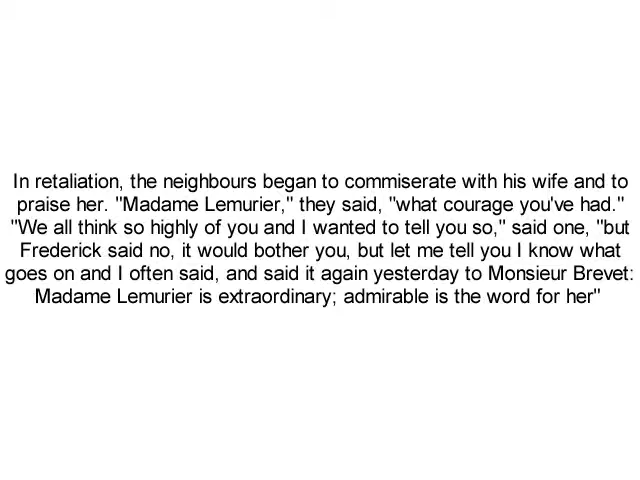 In retaliation, the neighbours began to commiserate with his wife and to
praise her. "Madame Lemurier," they said, "what courage you've had."
"We all think so highly of you and I wanted to tell you so," said one, "but
Frederick said no, it would bother you, but let me tell you I know what
goes on and I often said, and said it again yesterday to Monsieur Brevet:
Madame Lemurier is extraordinary; admirable is the word for her"